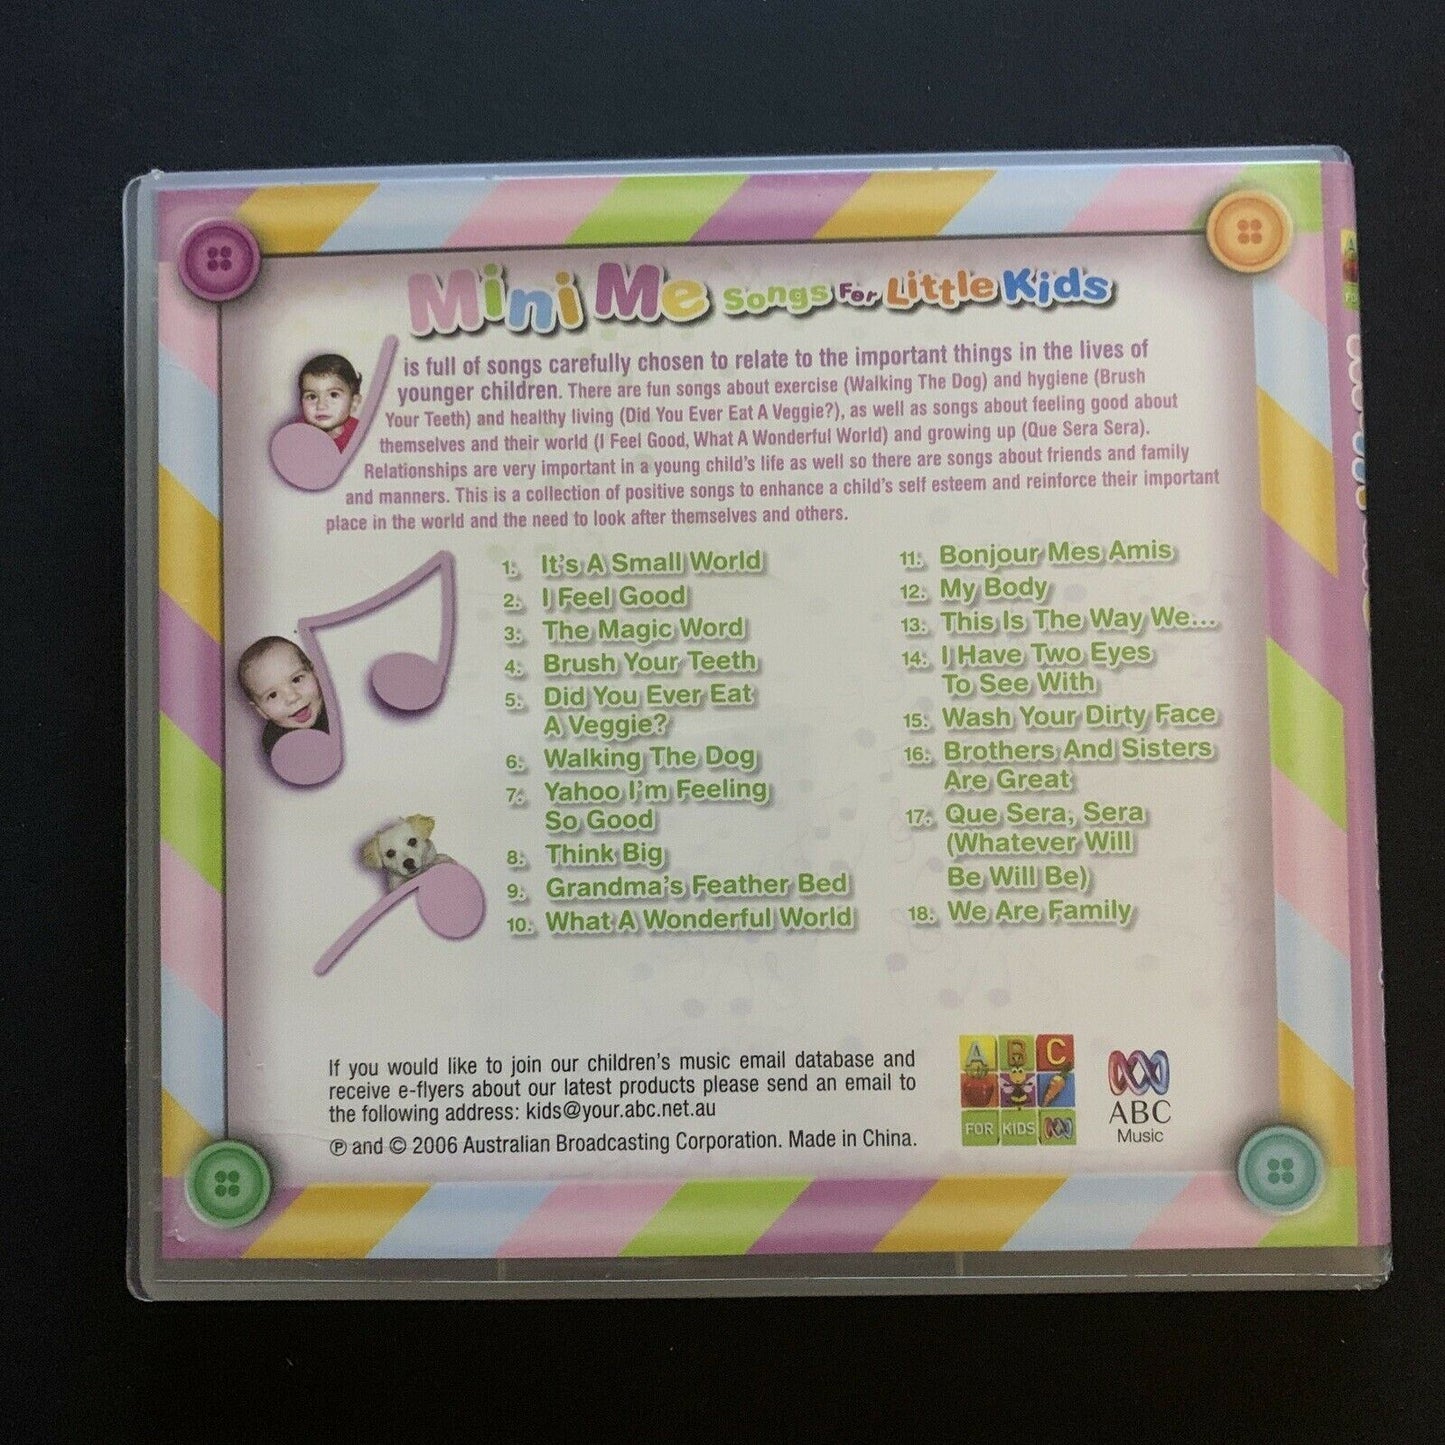 Mini Me Songs For Little Kids
is full of songs carefully chosen to relate to the important things in the lives of
younger children. There are fun songs about exercise (Walking The Dog) and hygiene (Brush
Your Teeth) and healthy living (Did You Ever Eat A Veggie?), as well as songs about feeling good about
themselves and their world (I Feel Good, What A Wonderful World) and growing up (Que Sera Sera).
Relationships are very important in a young child's life as well so there are songs about friends and family
and manners. This is a collection of positive songs to enhance a child's self esteem and reinforce their important
place in the world and the need to look after themselves and others.
1. It's A Small World
2. I Feel Good
3. The Magic Word
4. Brush Your Teeth
5. Did You Ever Eat
A Veggie?
6. Walking The Dog
7. Yahoo I'm Feeling
So Good
8. Think Big
9. Grandma's Feather Bed
10. What A Wonderful World
11. Bonjour Mes Amis
12. My Body
13. This Is The Way We...
14. I Have Two Eyes
To See With
15. Wash Your Dirty Face
16. Brothers And Sisters
Are Great
17. Que Sera, Sera
(Whatever Will
Be Will Be)
18. We Are Family
If you would like to join our children's music email database and
receive e-flyers about our latest products please send an email to
the following address: kids@your.abc.net.au
℗ and © 2006 Australian Broadcasting Corporation. Made in China.
ABC
FOR KIDS
ABC
Music